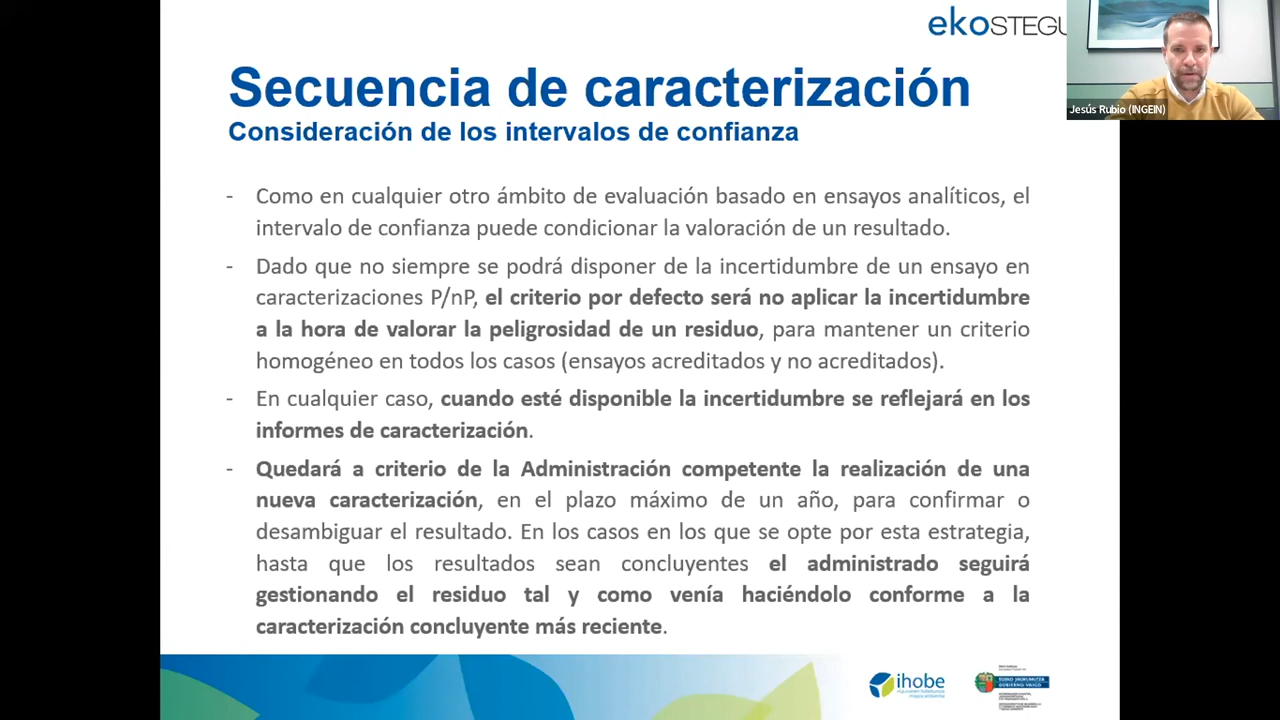 ekoSTEGU
Jesús Rubio (INGEIN)
Secuencia de caracterización
Consideración de los intervalos de confianza
- Como en cualquier otro ámbito de evaluación basado en ensayos analíticos, el
intervalo de confianza puede condicionar la valoración de un resultado.
- Dado que no siempre se podrá disponer de la incertidumbre de un ensayo en
caracterizaciones P/nP, el criterio por defecto será no aplicar la incertidumbre
a la hora de valorar la peligrosidad de un residuo, para mantener un criterio
homogéneo en todos los casos (ensayos acreditados y no acreditados).
- En cualquier caso, cuando esté disponible la incertidumbre se reflejará en los
informes de caracterización.
- Quedará a criterio de la Administración competente la realización de una
nueva caracterización, en el plazo máximo de un año, para confirmar o
desambiguar el resultado. En los casos en los que se opte por esta estrategia,
hasta que los resultados sean concluyentes el administrado seguirá
gestionando el residuo tal y como venía haciéndolo conforme a la
caracterización concluyente más reciente.
ihobe
EUSKO JAURLARITZA
GOBIERNO VASCO